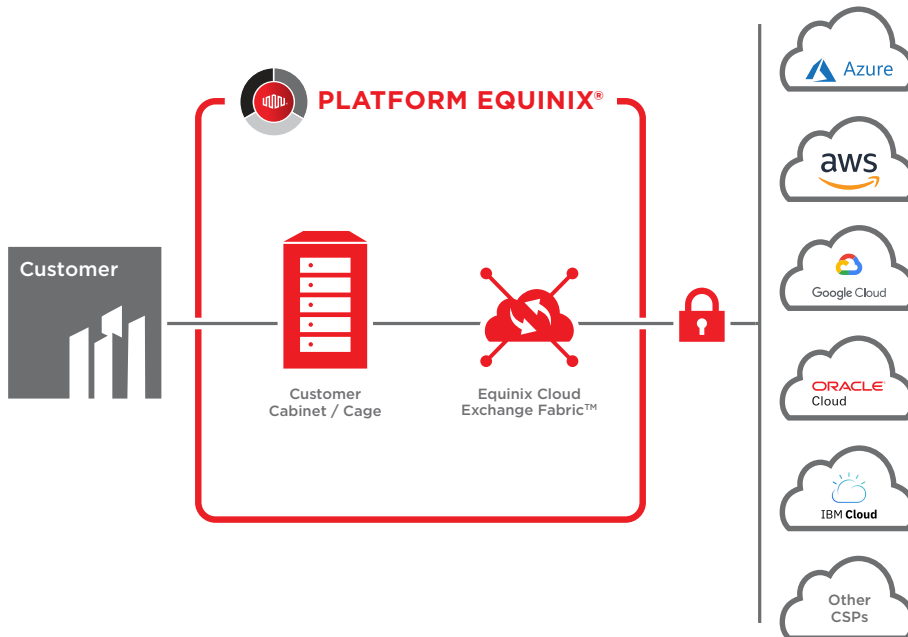 PLATFORM EQUINIX®
Customer
Customer
Cabinet / Cage
Equinix Cloud
Exchange Fabric™
Azure
aws
Google Cloud
ORACLE
Cloud
IBM Cloud
Other
CSPs